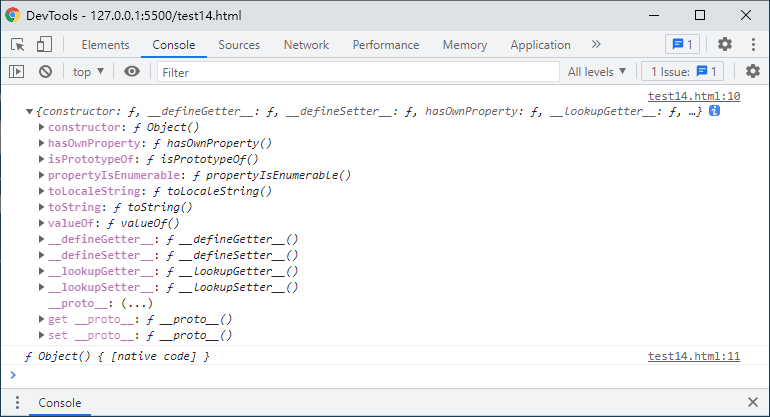 DevTools - 127.0.0.1:5500/test14.html
Elements Console Sources Network Performance Memory Application » 1
top Filter All levels 1 Issue: 1
test14.html:10
{constructor: ƒ, __defineGetter__: ƒ, __defineSetter__: ƒ, hasOwnProperty: ƒ, __lookupGetter__: ƒ, …} i
constructor: ƒ Object()
hasOwnProperty: ƒ hasOwnProperty()
isPrototypeOf: ƒ isPrototypeOf()
propertyIsEnumerable: ƒ propertyIsEnumerable()
toLocaleString: ƒ toLocaleString()
toString: ƒ toString()
valueOf: ƒ valueOf()
__defineGetter__: ƒ __defineGetter__()
__defineSetter__: ƒ __defineSetter__()
__lookupGetter__: ƒ __lookupGetter__()
__lookupSetter__: ƒ __lookupSetter__()
__proto__: (...)
get __proto__: ƒ __proto__()
set __proto__: ƒ __proto__()
ƒ Object() { [native code] } test14.html:11
Console